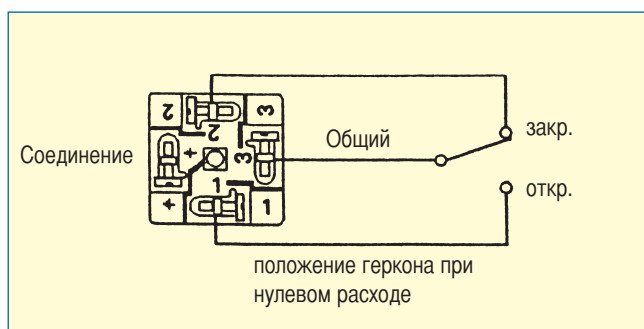 2
3
2
Соединение
Общий
3
закр.
1
1
откр.
положение геркона при
нулевом расходе